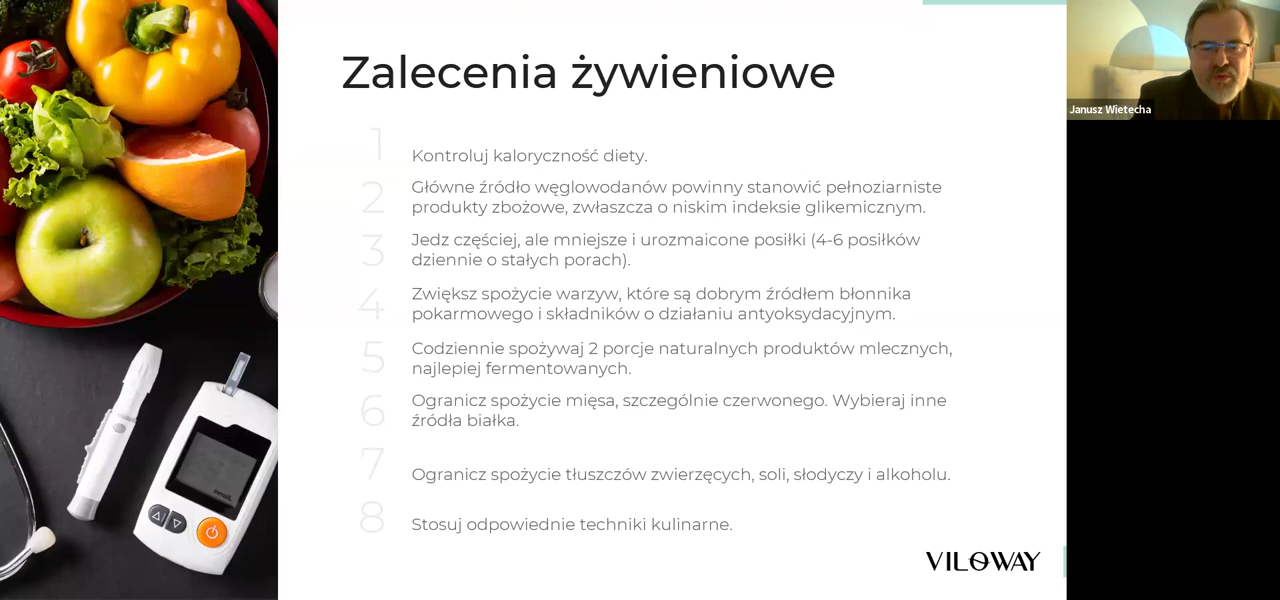 Zalecenia żywieniowe
Janusz Wietecha
1
Kontroluj kaloryczność diety.
2
Główne źródło węglowodanów powinny stanowić pełnoziarniste
produkty zbożowe, zwłaszcza o niskim indeksie glikemicznym.
3
Jedz częściej, ale mniejsze i urozmaicone posiłki (4-6 posiłków
dziennie o stałych porach).
4
Zwiększ spożycie warzyw, które są dobrym źródłem błonnika
pokarmowego i składników o działaniu antyoksydacyjnym.
5
Codziennie spożywaj 2 porcje naturalnych produktów mlecznych,
najlepiej fermentowanych.
6
Ogranicz spożycie mięsa, szczególnie czerwonego. Wybieraj inne
źródła białka.
7
Ogranicz spożycie tłuszczów zwierzęcych, soli, słodyczy i alkoholu.
8
Stosuj odpowiednie techniki kulinarne.
mmol/L
VILOWAY